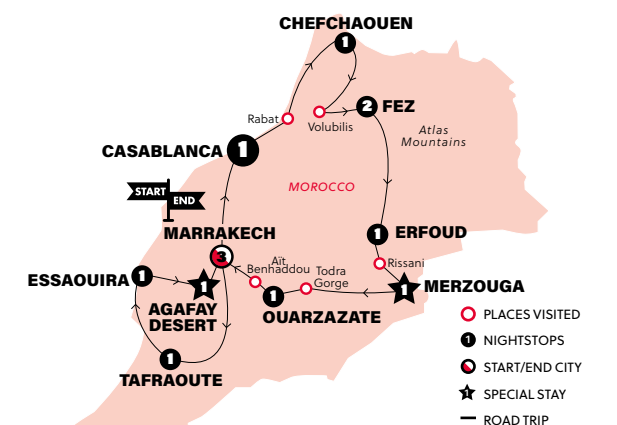 CHEFCHAOUEN
1
Rabat
Volubilis
2
FEZ
Atlas
Mountains
CASABLANCA
1
START
END
MOROCCO
MARRAKECH
3
1
ERFOUD
Rissani
Aït
Benhaddou
Todra
Gorge
1
MERZOUGA
ESSAOUIRA
1
1
AGAFAY
DESERT
1
OUARZAZATE
1
TAFRAOUTE
PLACES VISITED
1
NIGHTSTOPS
START/END CITY
1
SPECIAL STAY
ROAD TRIP